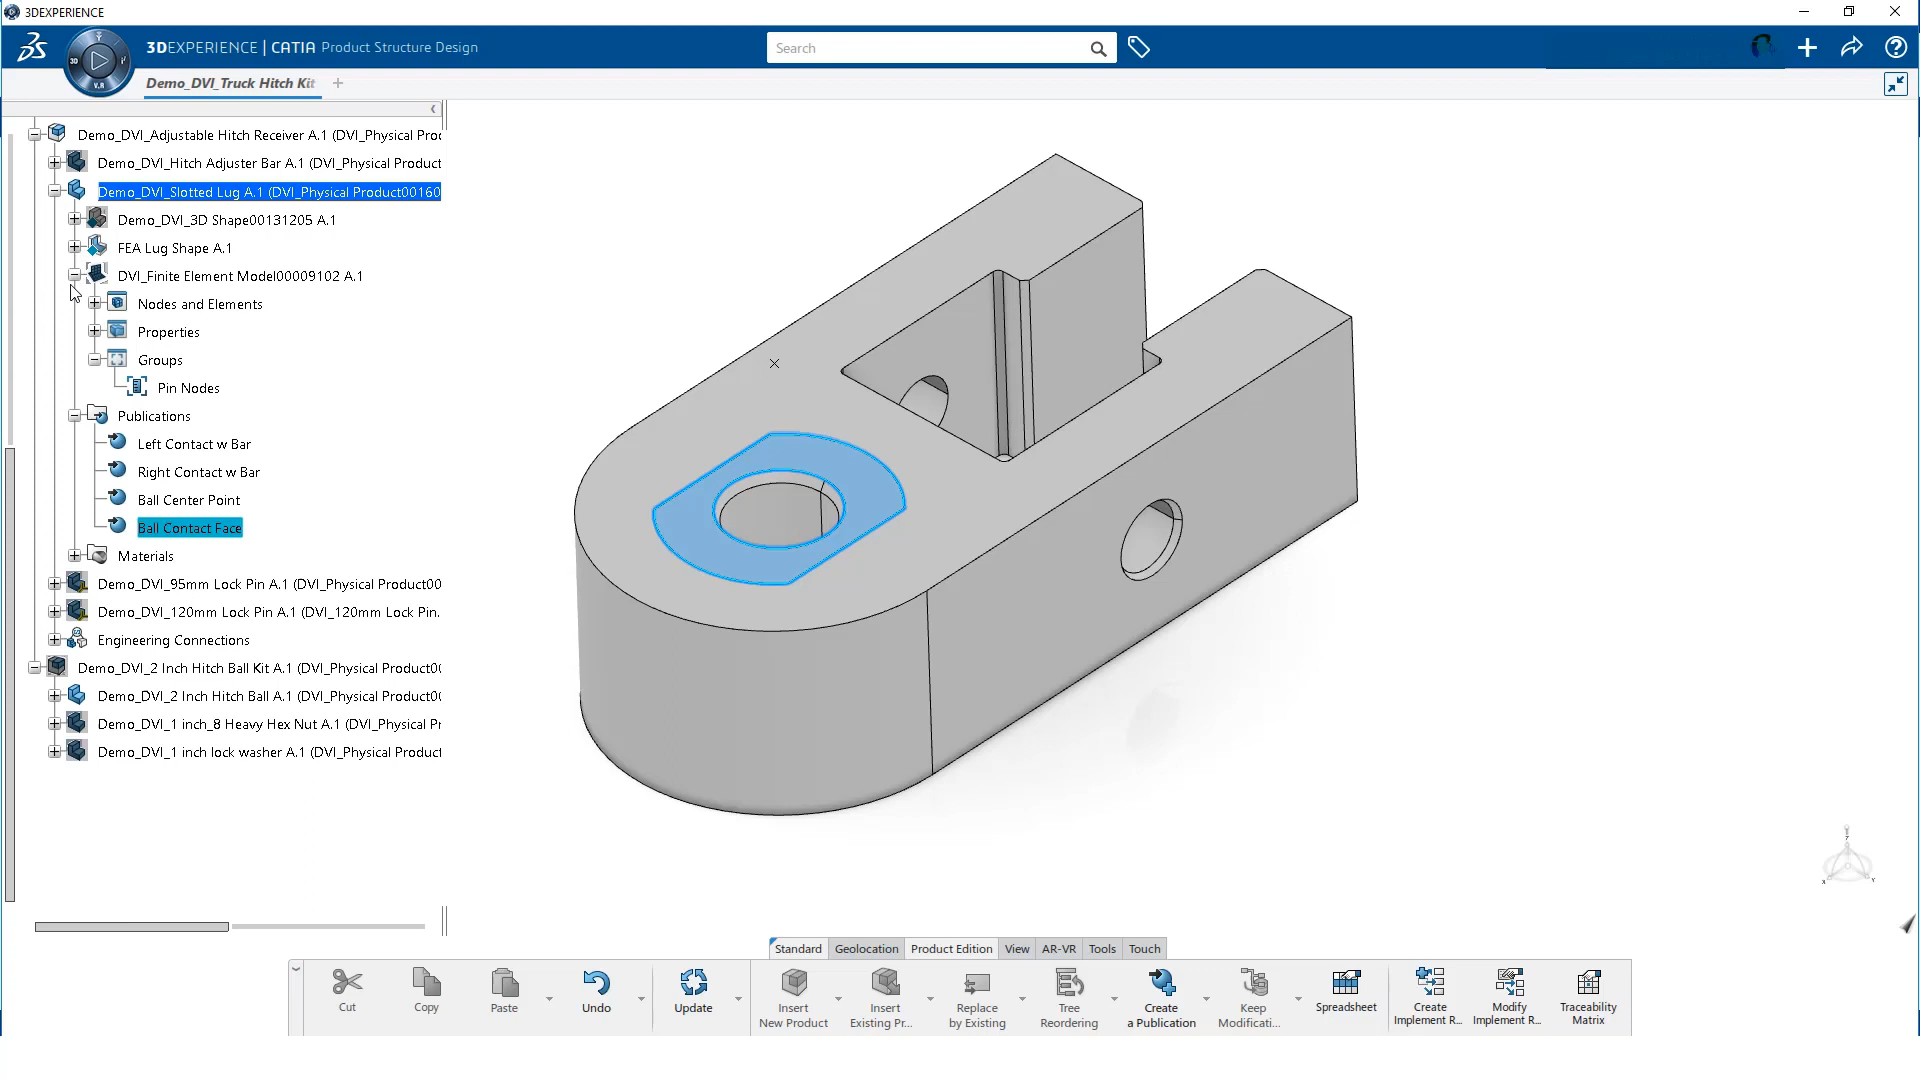 3DEXPERIENCE
3DEXPERIENCE | CATIA Product Structure Design
Search
3D
V.R
Demo_DVI_Truck Hitch Kit
Demo_DVI_Adjustable Hitch Receiver A.1 (DVI_Physical Proc
Demo_DVI_Hitch Adjuster Bar A.1 (DVI_Physical Product
Demo_DVI_Slotted Lug A.1 (DVI_Physical Product00160
Demo_DVI_3D Shape00131205 A.1
FEA Lug Shape A.1
DVI_Finite Element Model00009102 A.1
Nodes and Elements
Properties
Groups
Pin Nodes
Publications
Left Contact w Bar
Right Contact w Bar
Ball Center Point
Ball Contact Face
Materials
Demo_DVI_95mm Lock Pin A.1 (DVI_Physical Product00
Demo_DVI_120mm Lock Pin A.1 (DVI_120mm Lock Pin.
Engineering Connections
Demo_DVI_2 Inch Hitch Ball Kit A.1 (DVI_Physical Product0(
Demo_DVI_2 Inch Hitch Ball A.1 (DVI_Physical Product0(
Demo_DVI_1 inch_8 Heavy Hex Nut A.1 (DVI_Physical Pr
Demo_DVI_1 inch lock washer A.1 (DVI_Physical Product
Standard Geolocation Product Edition View AR-VR Tools Touch
Cut
Copy
Paste
Undo
Update
Insert
New Product
Insert
Existing Pr...
Replace
by Existing
Tree
Reordering
Create
a Publication
Keep
Modificati...
Spreadsheet
Create
Implement R...
Modify
Implement R...
Traceability
Matrix